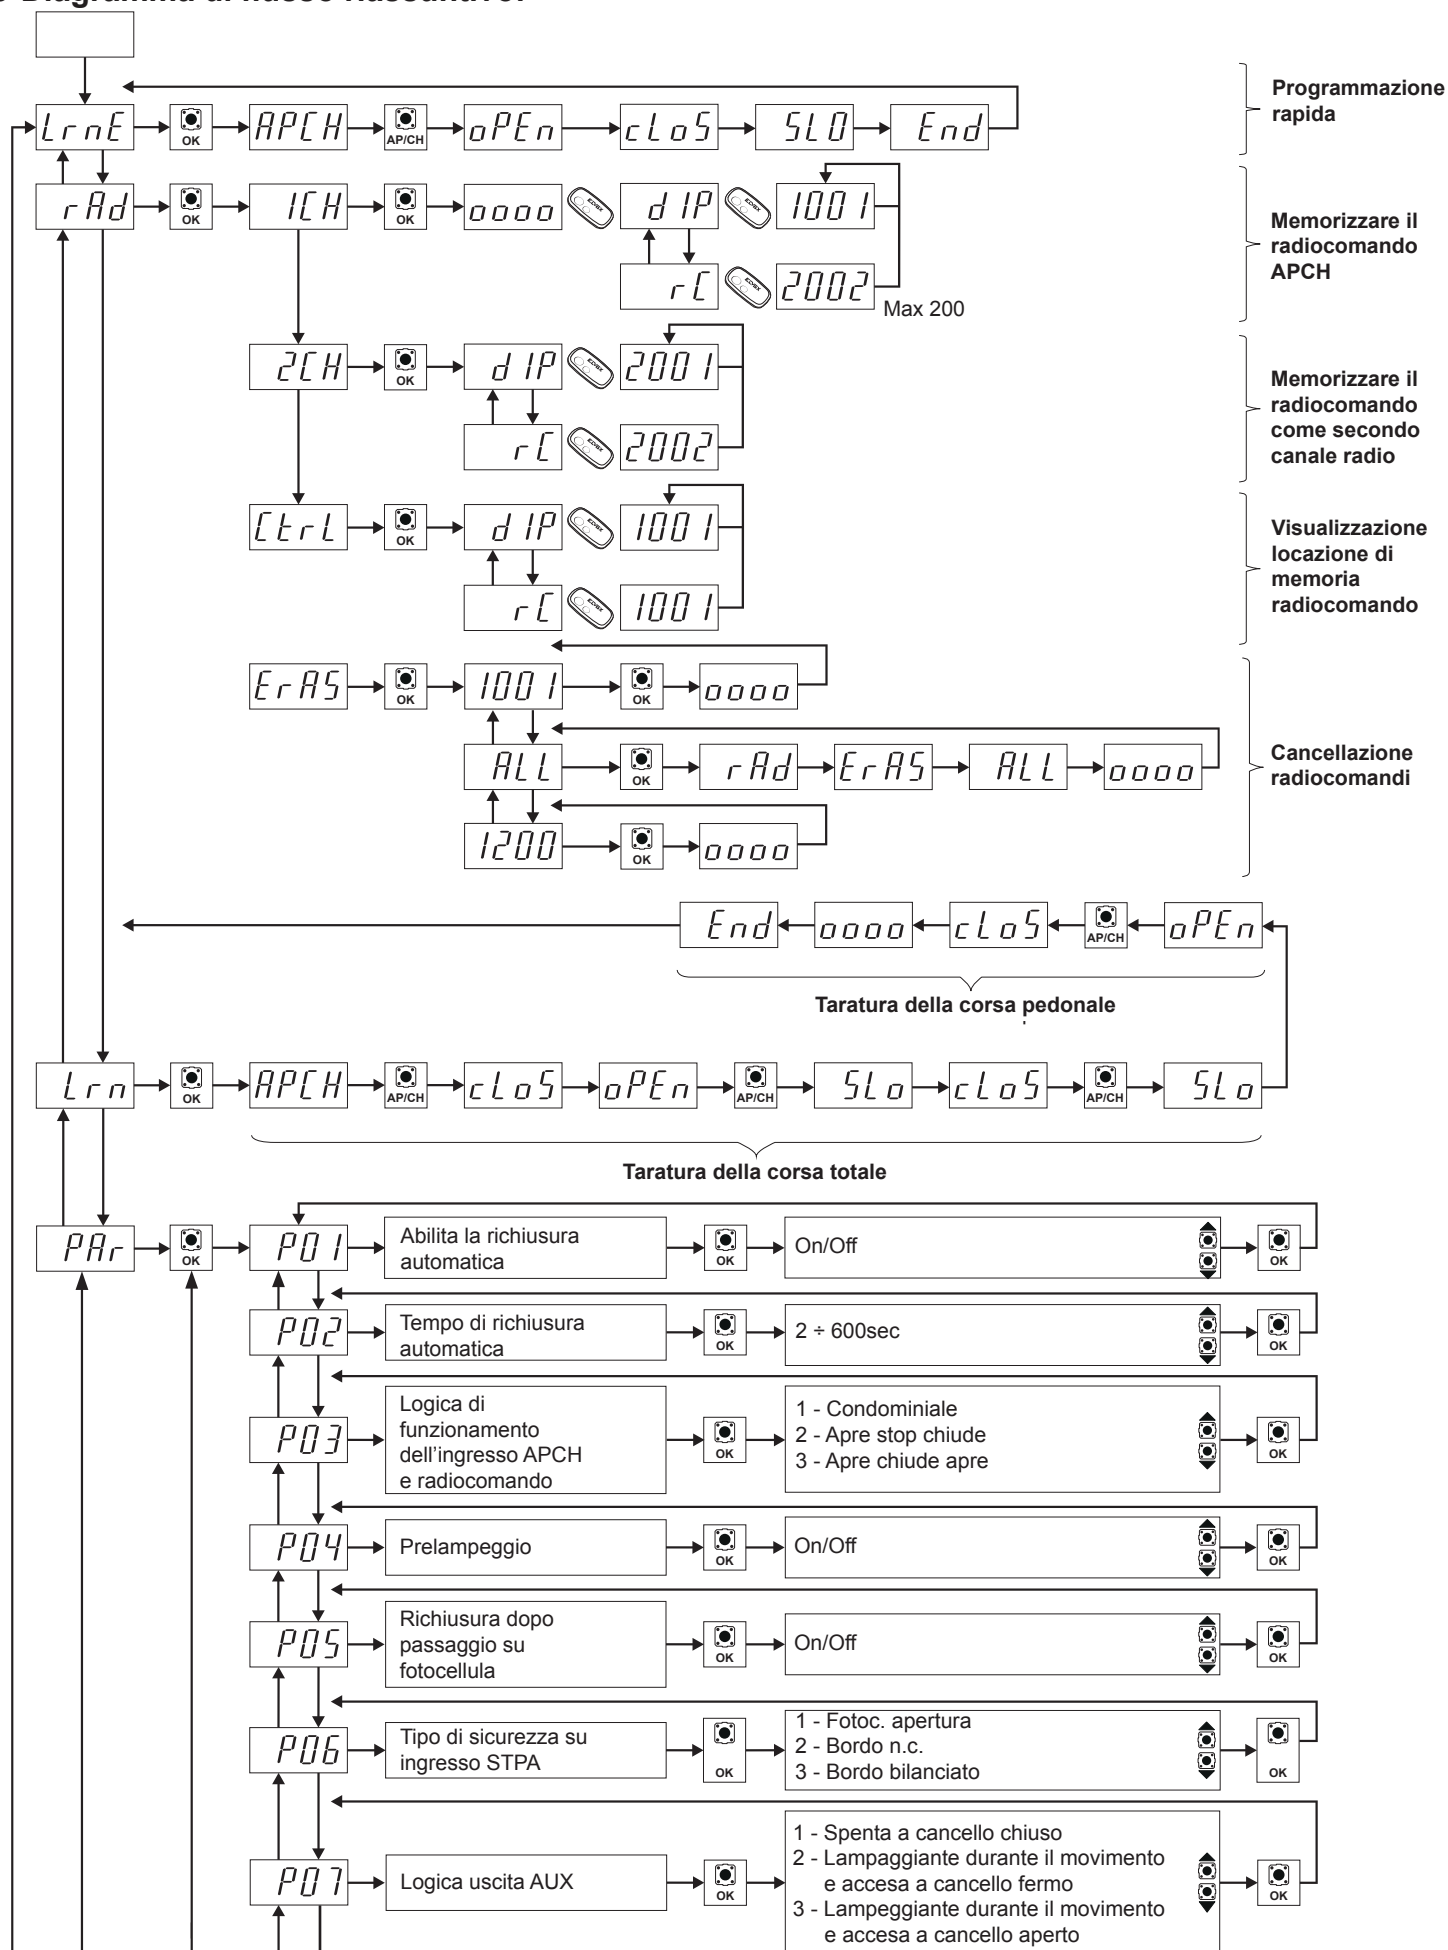 Diagramma di flusso riassuntivo:
LrnE OK APCH AP/CH oPEn cLoS SL0 End
Programmazione
rapida
rAd OK 1CH OK oooo dIP 1001
rC 2002
Max 200
Memorizzare il
radiocomando
APCH
2CH OK dIP 2001
rC 2002
Memorizzare il
radiocomando
come secondo
canale radio
CtrL OK dIP 1001
rC 1001
Visualizzazione
locazione di
memoria
radiocomando
ErAS OK 1001 OK oooo
ALL OK rAd ErAS ALL oooo
1200 OK oooo
Cancellazione
radiocomandi
End oooo cLoS AP/CH oPEn
Taratura della corsa pedonale
Lrn OK APCH AP/CH cLoS oPEn AP/CH SLo cLoS AP/CH SLo
Taratura della corsa totale
PAr OK P01
Abilita la richiusura
automatica
OK
On/Off
OK
P02
Tempo di richiusura
automatica
OK
2 ÷ 600sec
OK
P03
Logica di
funzionamento
dell'ingresso APCH
e radiocomando
OK
1 - Condominiale
2 - Apre stop chiude
3 - Apre chiude apre
OK
P04
Prelampeggio
OK
On/Off
OK
P05
Richiusura dopo
passaggio su
fotocellula
OK
On/Off
OK
P06
Tipo di sicurezza su
ingresso STPA
OK
1 - Fotoc. apertura
2 - Bordo n.c.
3 - Bordo bilanciato
OK
P07
Logica uscita AUX
OK
1 - Spenta a cancello chiuso
2 - Lampaggiante durante il movimento
e accesa a cancello fermo
3 - Lampeggiante durante il movimento
e accesa a cancello aperto
OK